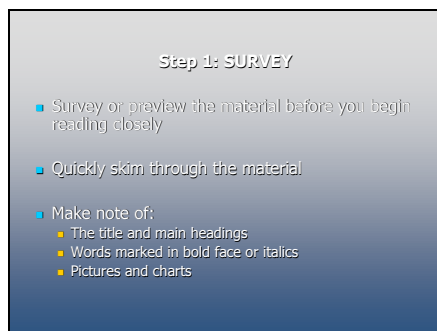 Step 1: SURVEY
Survey or preview the material before you begin
reading closely
Quickly skim through the material
Make note of:
The title and main headings
Words marked in bold face or italics
Pictures and charts